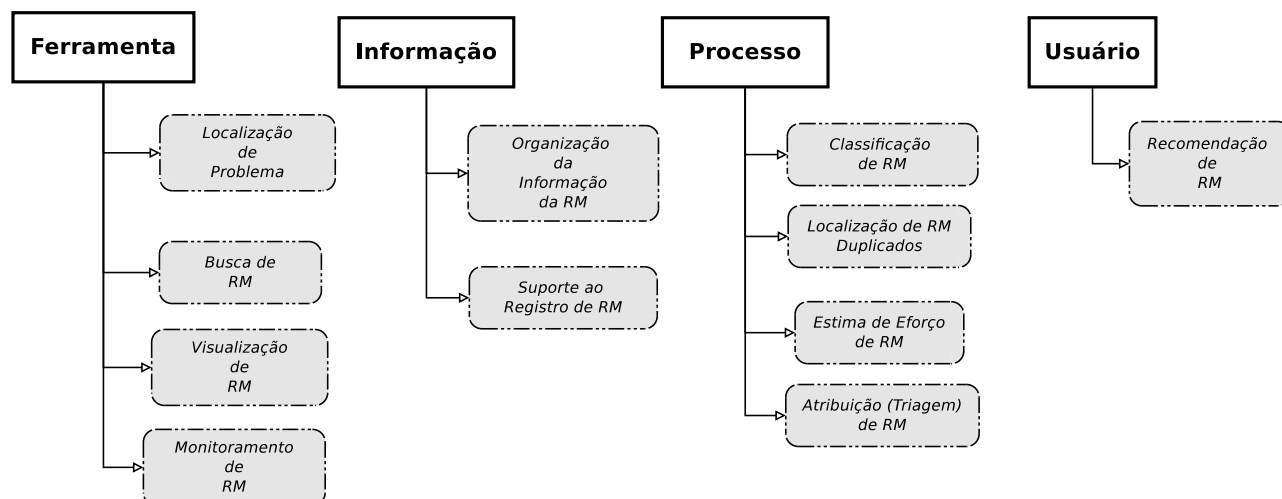 Ferramenta
Localização
de
Problema
Busca de
RM
Visualização
de
RM
Monitoramento
de
RM
Informação
Organização
da
Informação
da RM
Suporte ao
Registro de RM
Processo
Classificação
de RM
Localização de RM
Duplicados
Estima de Eforço
de RM
Atribuição (Triagem)
de RM
Usuário
Recomendação
de
RM